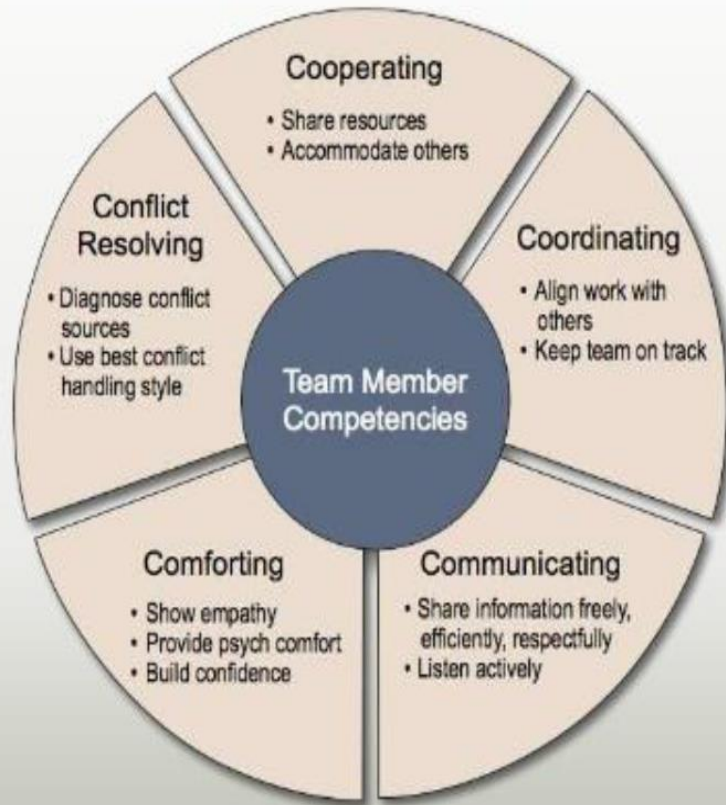 Cooperating
• Share resources
• Accommodate others
Coordinating
• Align work with
others
• Keep team on track
Communicating
• Share information freely,
efficiently, respectfully
• Listen actively
Comforting
• Show empathy
• Provide psych comfort
• Build confidence
Conflict
Resolving
• Diagnose conflict
sources
• Use best conflict
handling style
Team Member
Competencies